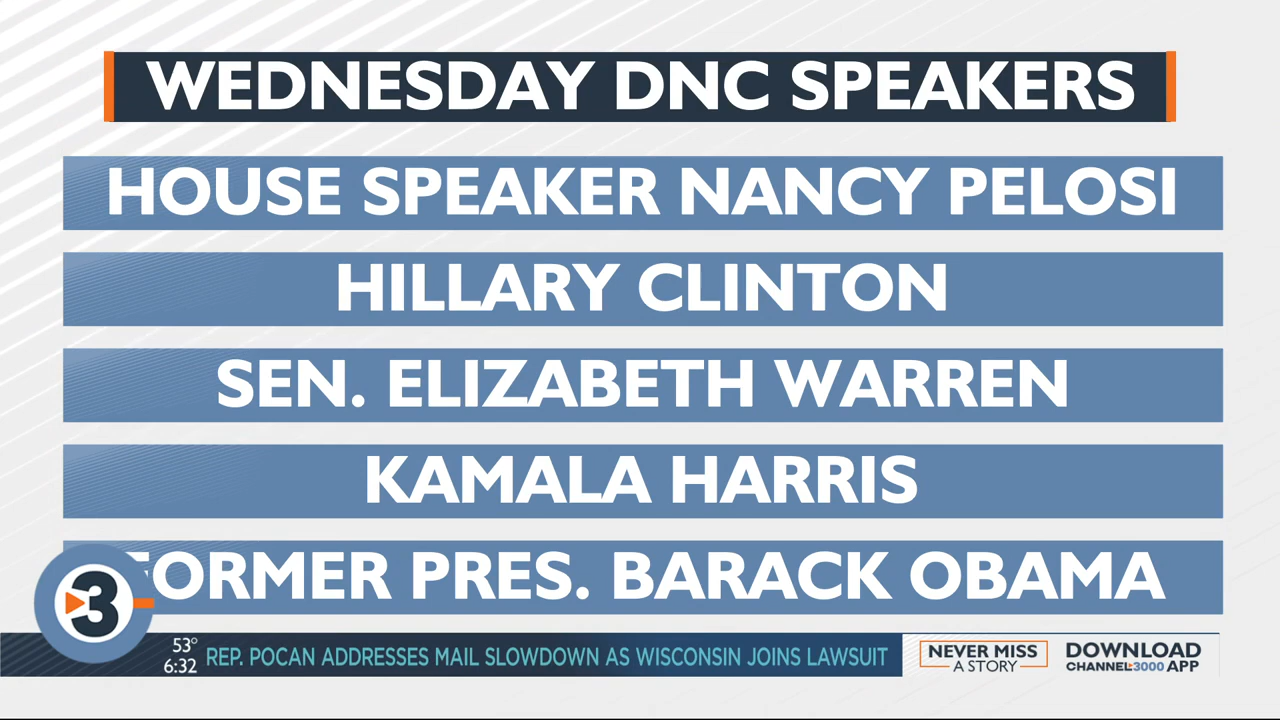 WEDNESDAY DNC SPEAKERS
HOUSE SPEAKER NANCY PELOSI
HILLARY CLINTON
SEN. ELIZABETH WARREN
KAMALA HARRIS
FORMER PRES. BARACK OBAMA
3
53°
6:32
REP. POCAN ADDRESSES MAIL SLOWDOWN AS WISCONSIN JOINS LAWSUIT
NEVER MISS
A STORY
DOWNLOAD
CHANNEL3000 APP